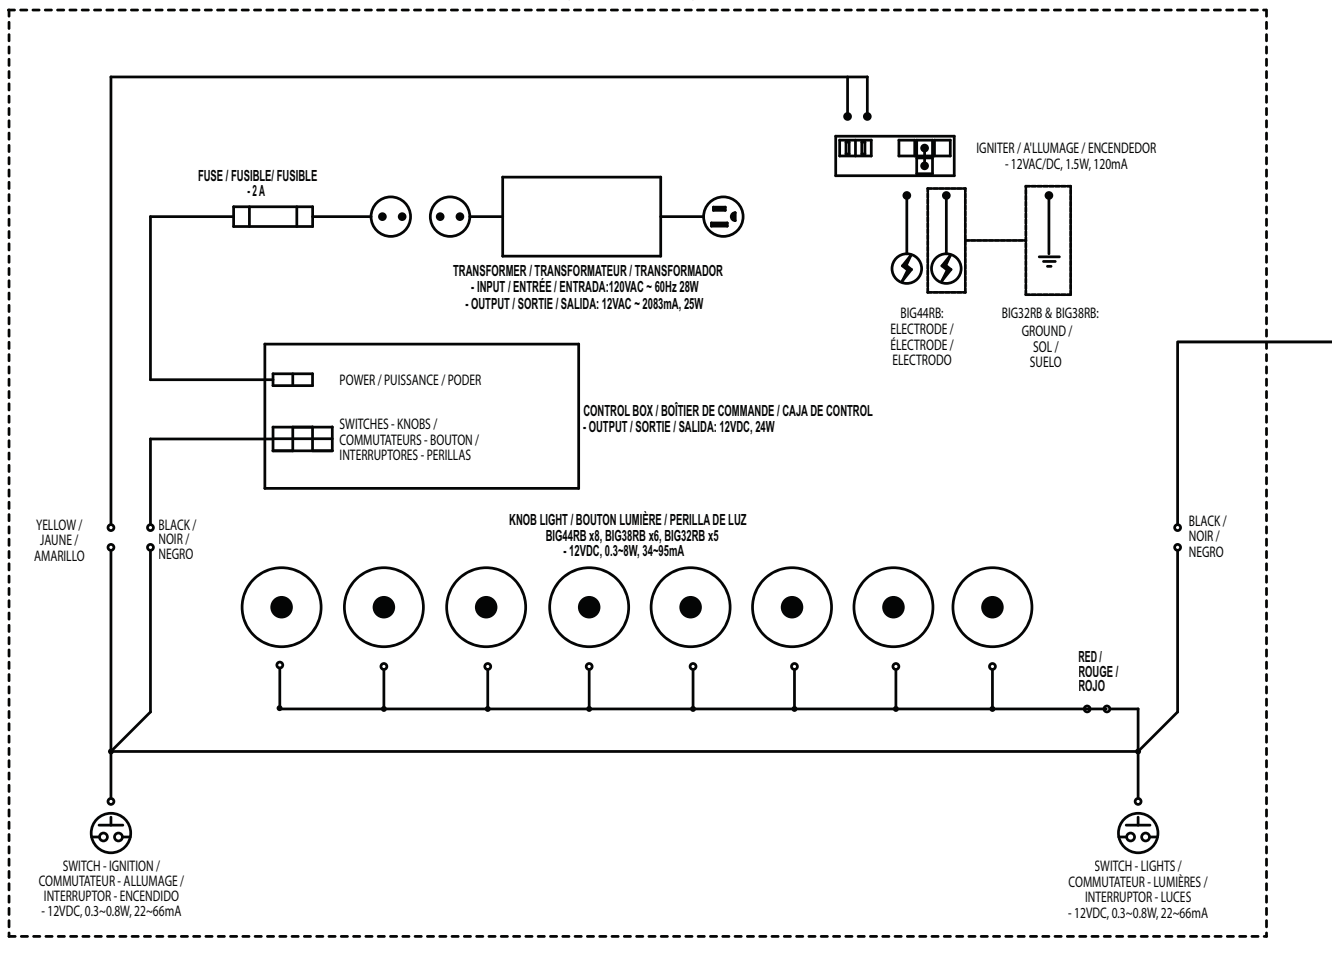 IGNITER / A'LLUMAGE / ENCENDEDOR
- 12VAC/DC, 1.5W, 120mA
FUSE / FUSIBLE/ FUSIBLE
- 2 A
TRANSFORMER / TRANSFORMATEUR / TRANSFORMADOR
- INPUT / ENTRÉE / ENTRADA:120VAC ~ 60Hz 28W
- OUTPUT / SORTIE / SALIDA: 12VAC ~ 2083mA, 25W
BIG44RB:
ELECTRODE /
ÉLECTRODE /
ELECTRODO
BIG32RB & BIG38RB:
GROUND /
SOL /
SUELO
POWER / PUISSANCE / PODER
SWITCHES - KNOBS /
COMMUTATEURS - BOUTON /
INTERRUPTORES - PERILLAS
CONTROL BOX / BOÎTIER DE COMMANDE / CAJA DE CONTROL
- OUTPUT / SORTIE / SALIDA: 12VDC, 24W
YELLOW /
JAUNE /
AMARILLO
BLACK /
NOIR /
NEGRO
KNOB LIGHT / BOUTON LUMIÈRE / PERILLA DE LUZ
BIG44RB x8, BIG38RB x6, BIG32RB x5
- 12VDC, 0.3~8W, 34~95mA
BLACK /
NOIR /
NEGRO
RED /
ROUGE /
ROJO
SWITCH - IGNITION /
COMMUTATEUR - ALLUMAGE /
INTERRUPTOR - ENCENDIDO
- 12VDC, 0.3~0.8W, 22~66mA
SWITCH - LIGHTS /
COMMUTATEUR - LUMIÈRES /
INTERRUPTOR - LUCES
- 12VDC, 0.3~0.8W, 22~66mA